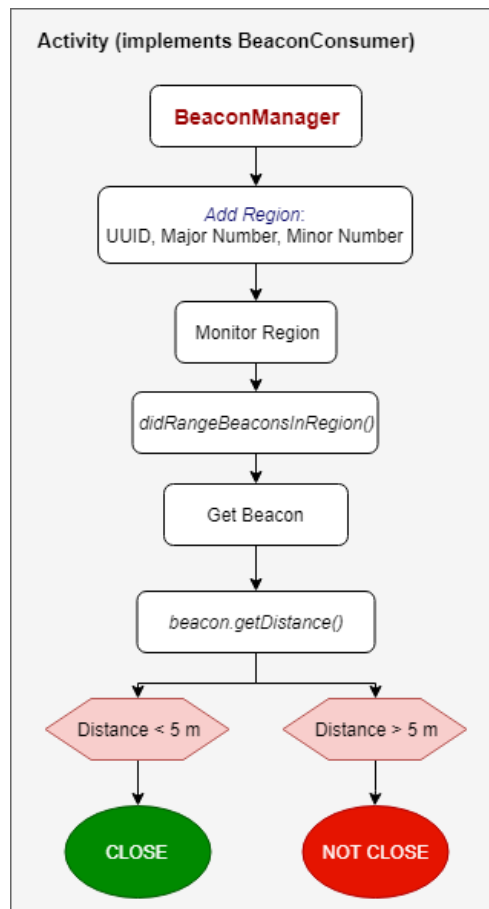 Activity (implements BeaconConsumer)
BeaconManager
Add Region:
UUID, Major Number, Minor Number
Monitor Region
didRangeBeaconsInRegion()
Get Beacon
beacon.getDistance()
Distance < 5 m
Distance > 5 m
CLOSE
NOT CLOSE